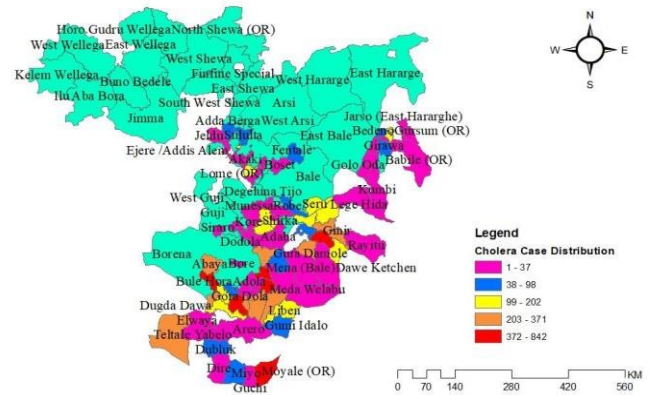 N
W E
S
Horo Gudru Wellega North Shewa (OR)
West Wellega East Wellega
West Shewa
Kelem Wellega Buno Bedele Finfine Special West Hararge East Hararge
East Shewa
Ilu Aba Bora South West Shewa Arsi
Jimma
Adda Berga West Arsi Jarso (East Hararghe)
Jeldu Sululta East Bale Bedeno Gursum (OR)
Ejere /Addis Alem Fentale Girawa
Akaki Boset Golo Oda Babile (OR)
Lome (OR) Bale
Degeluna Tijo Kumbi
West Guji Munessa Robe Seru Lege Hida
Guji Kore Shirka
Siraro Adaba Ginir
Dodola Rayitu
Borena Gura Damole
Abaya Bore Mena (Bale) Dawe Ketchen
Bule Hora Adola
Gora Dola Meda Welabu
Dugda Dawa Liben
Elwaya
Teltale Yabelo Arero Gumi Idalo
Dubluk
Dire Miyo Moyale (OR)
Guchi
Legend
Cholera Case Distribution
1 - 37
38 - 98
99 - 202
203 - 371
372 - 842
KM
0 70 140 280 420 560